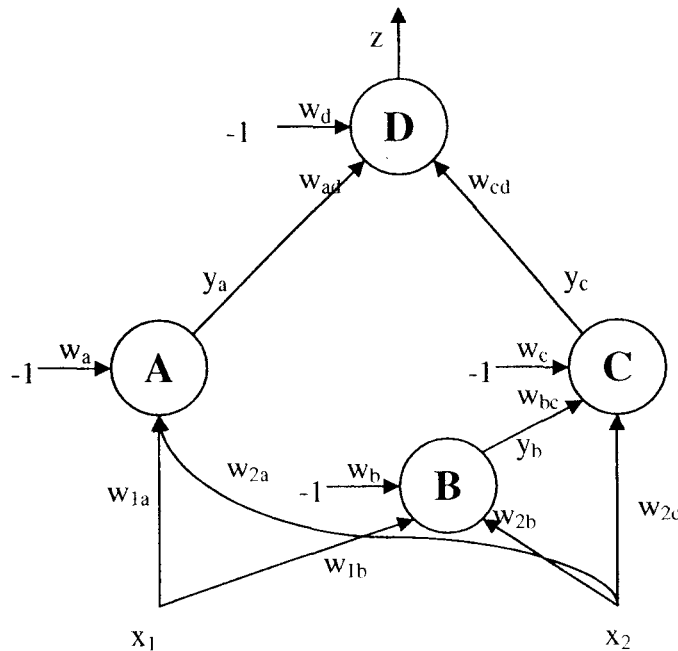 z
-1 w_d D
w_ad w_cd
y_a y_c
-1 w_a A -1 w_c C
w_bc
y_b
w_1a w_2a -1 w_b B w_2b w_2c
w_1b
x_1 x_2